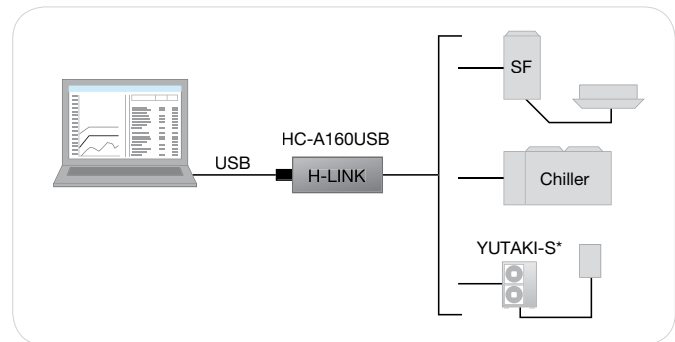 SF
HC-A160USB
USB
H-LINK
Chiller
YUTAKI-S*